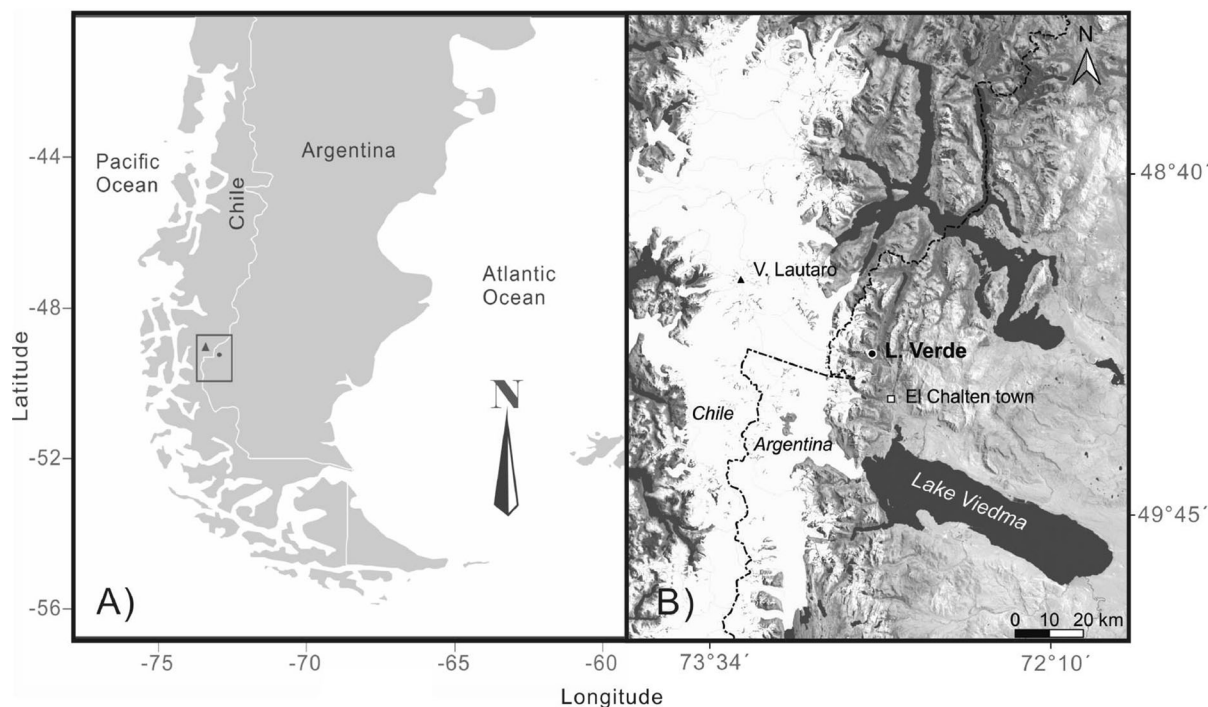 Pacific
Ocean
Chile
Argentina
Atlantic
Ocean
N
A)
Latitude
-44
-48
-52
-56
-75
-70
-65
-60
Longitude
N
V. Lautaro
L. Verde
El Chalten town
Chile
Argentina
Lake Viedma
B)
0 10 20 km
48°40´
49°45´
73°34´
72°10´